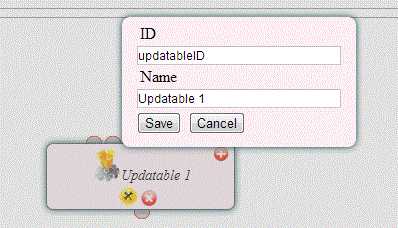 ID
updatableID
Name
Updatable 1
Save Cancel
Updatable 1